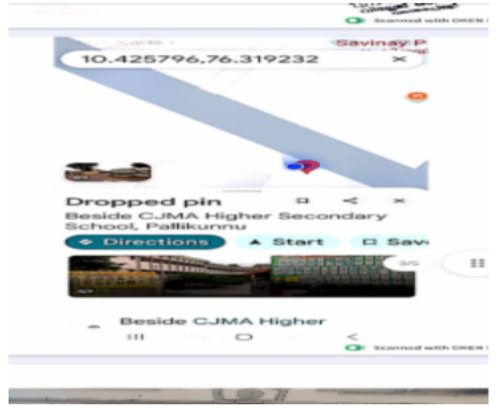 Scanned with OKEN
Savinay P
10.425796,76.319232
Dropped pin
Beside CJMA Higher Secondary
School, Pallikunnu
Directions
Start
Sav
Beside CJMA Higher
Scanned with OKEN